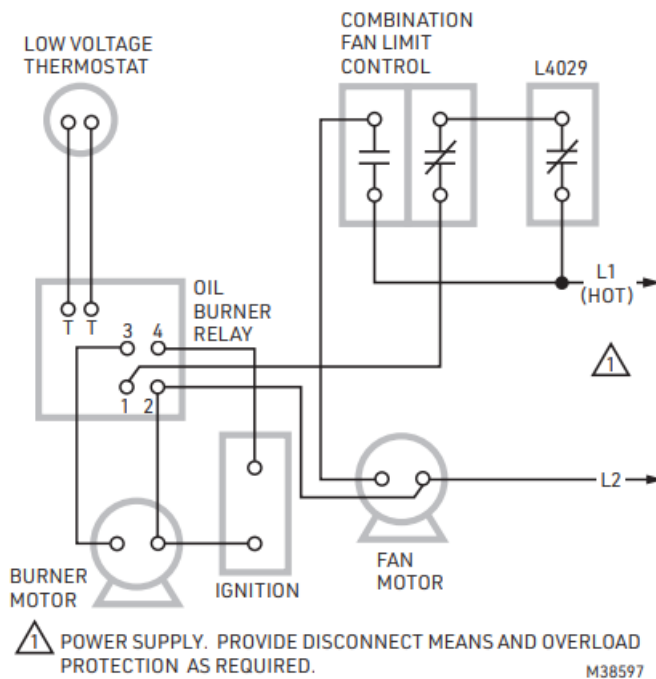 LOW VOLTAGE
THERMOSTAT
COMBINATION
FAN LIMIT
CONTROL
L4029
OIL
BURNER
RELAY
T T
3 4
1 2
L1
(HOT)
1
L2
BURNER
MOTOR
IGNITION
FAN
MOTOR
1 POWER SUPPLY. PROVIDE DISCONNECT MEANS AND OVERLOAD
PROTECTION AS REQUIRED.
M38597